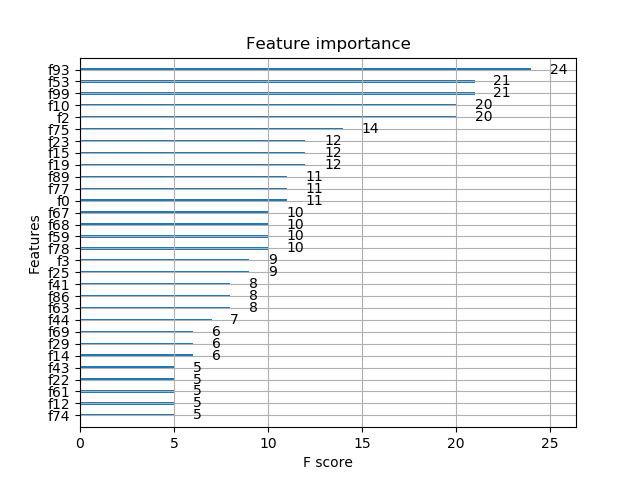 Feature importance
f93 24
f53 21
f99 21
f10 20
f2 20
f75 14
f23 12
f15 12
f19 12
f89 11
f77 11
f0 11
f67 10
f68 10
f59 10
f78 10
f3 9
f25 9
f41 8
f86 8
f63 8
f44 7
f69 6
f29 6
f14 6
f43 5
f22 5
f61 5
f12 5
f74 5
Features
0 5 10 15 20 25
F score